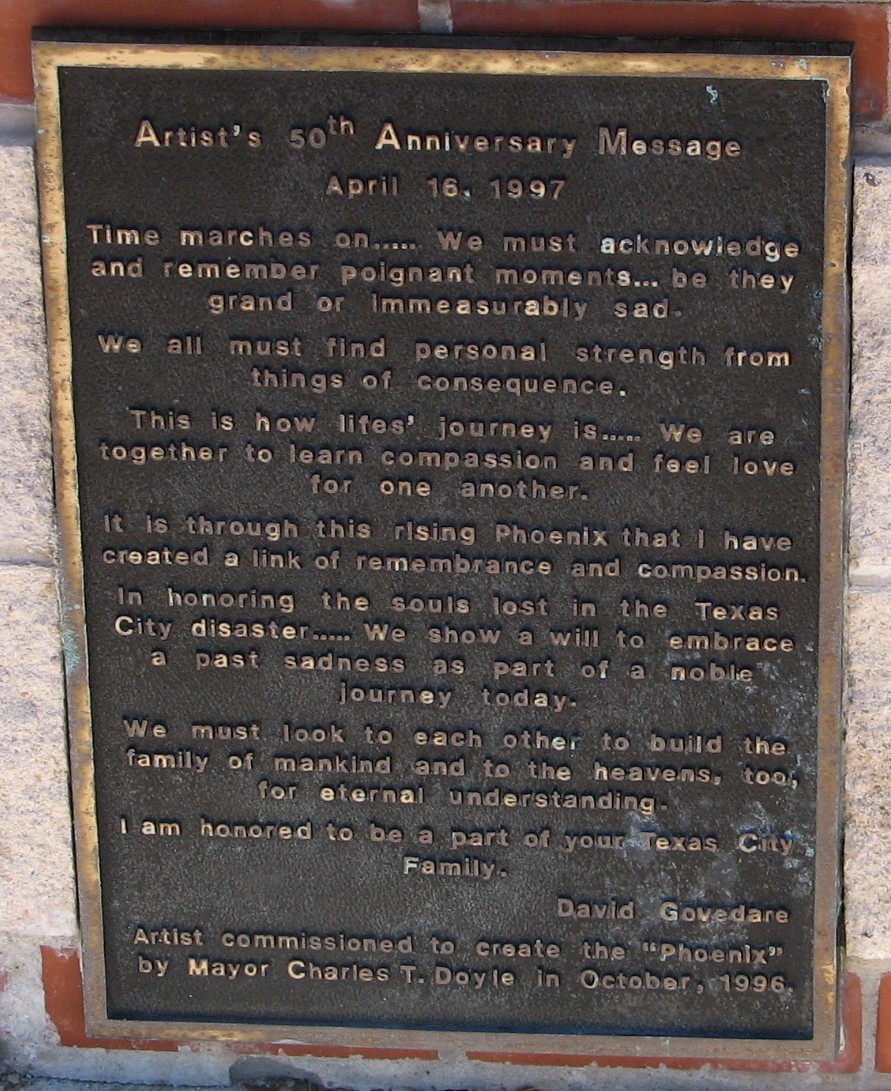 Artist's 50th Anniversary Message
April 16, 1997
Time marches on..... We must acknowledge
and remember poignant moments... be they
grand or immeasurably sad.
We all must find personal strength from
things of consequence.
This is how lifes' journey is..... We are
together to learn compassion and feel love
for one another.
It is through this rising Phoenix that I have
created a link of remembrance and compassion.
In honoring the souls lost in the Texas
City disaster..... We show a will to embrace
a past sadness as part of a noble
journey today.
We must look to each other to build the
family of mankind and to the heavens, too,
for eternal understanding.
I am honored to be a part of your Texas City
Family.
David Govedare
Artist commissioned to create the "Phoenix"
by Mayor Charles T. Doyle in October, 1996.